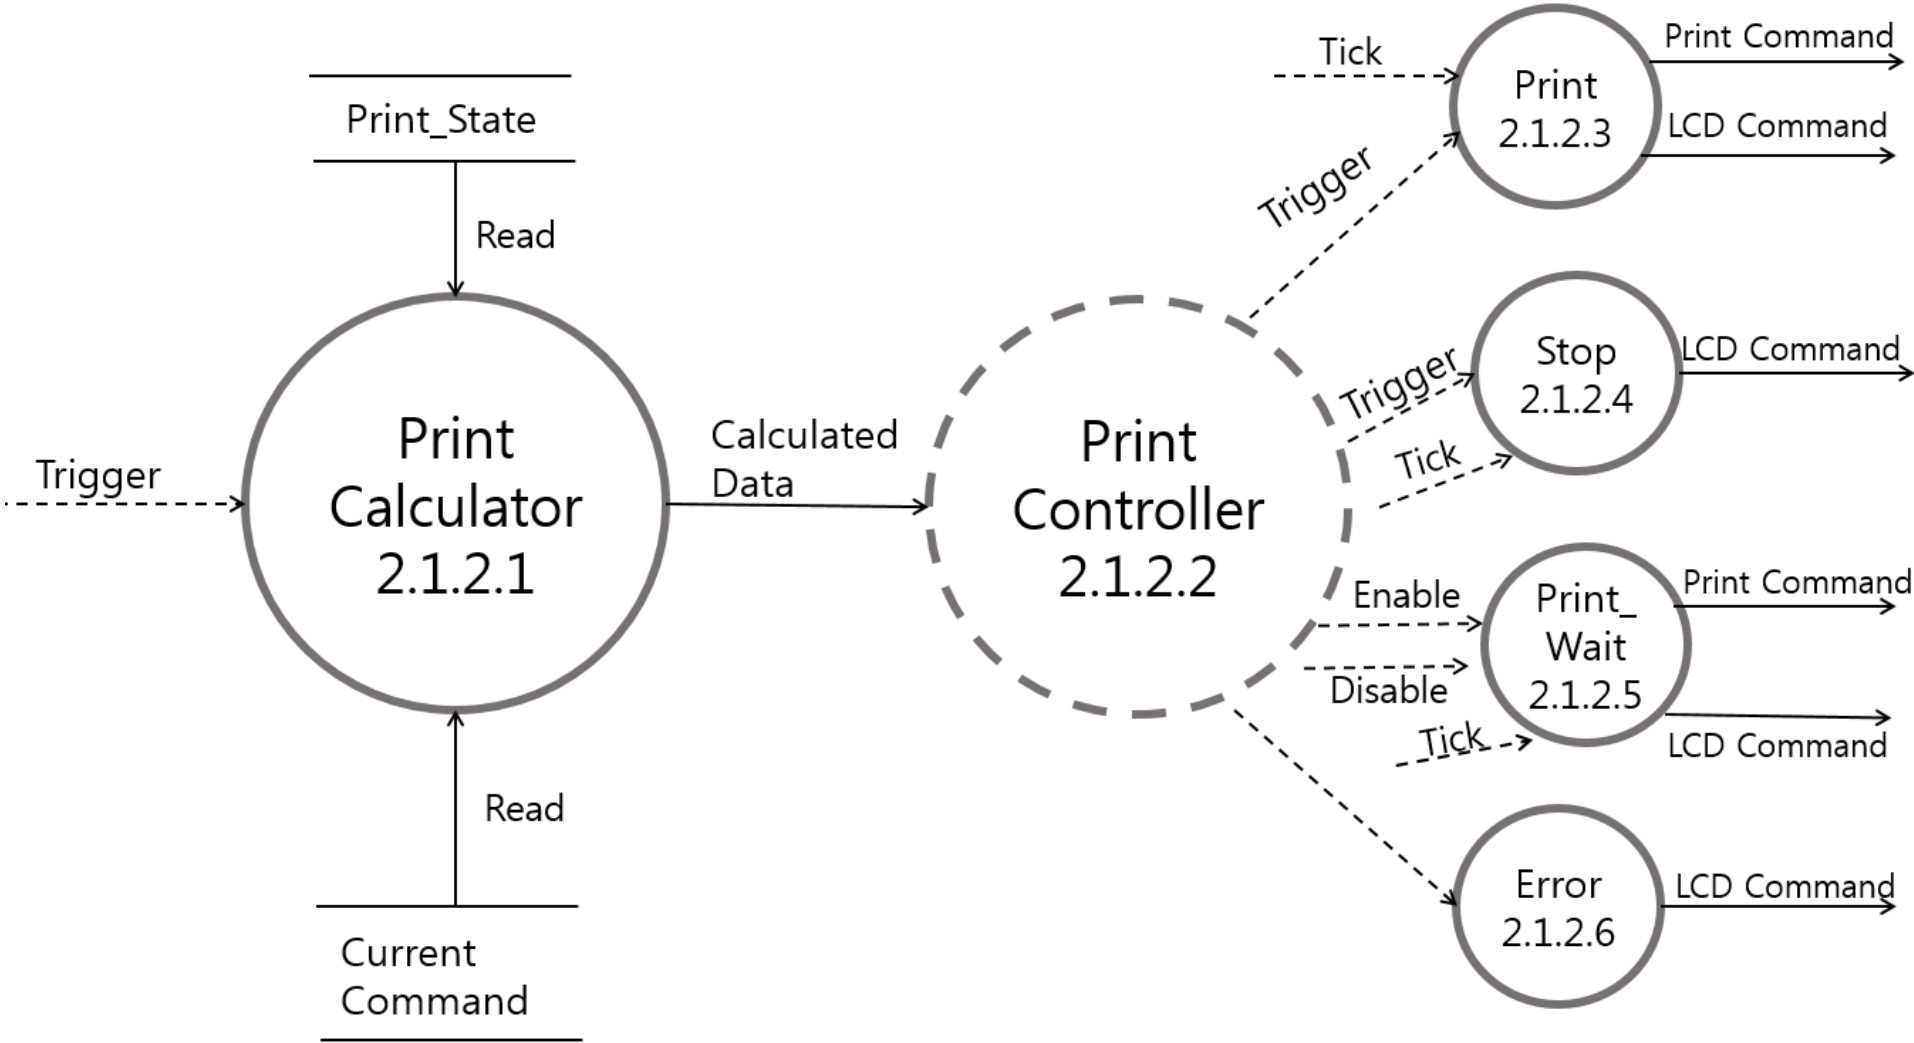 Print_State
Read
Trigger
Print
Calculator
2.1.2.1
Read
Current
Command
Calculated
Data
Print
Controller
2.1.2.2
Tick
Trigger
Print
2.1.2.3
Print Command
LCD Command
Trigger
Tick
Stop
2.1.2.4
LCD Command
Enable
Disable
Tick
Print_
Wait
2.1.2.5
Print Command
LCD Command
Error
2.1.2.6
LCD Command